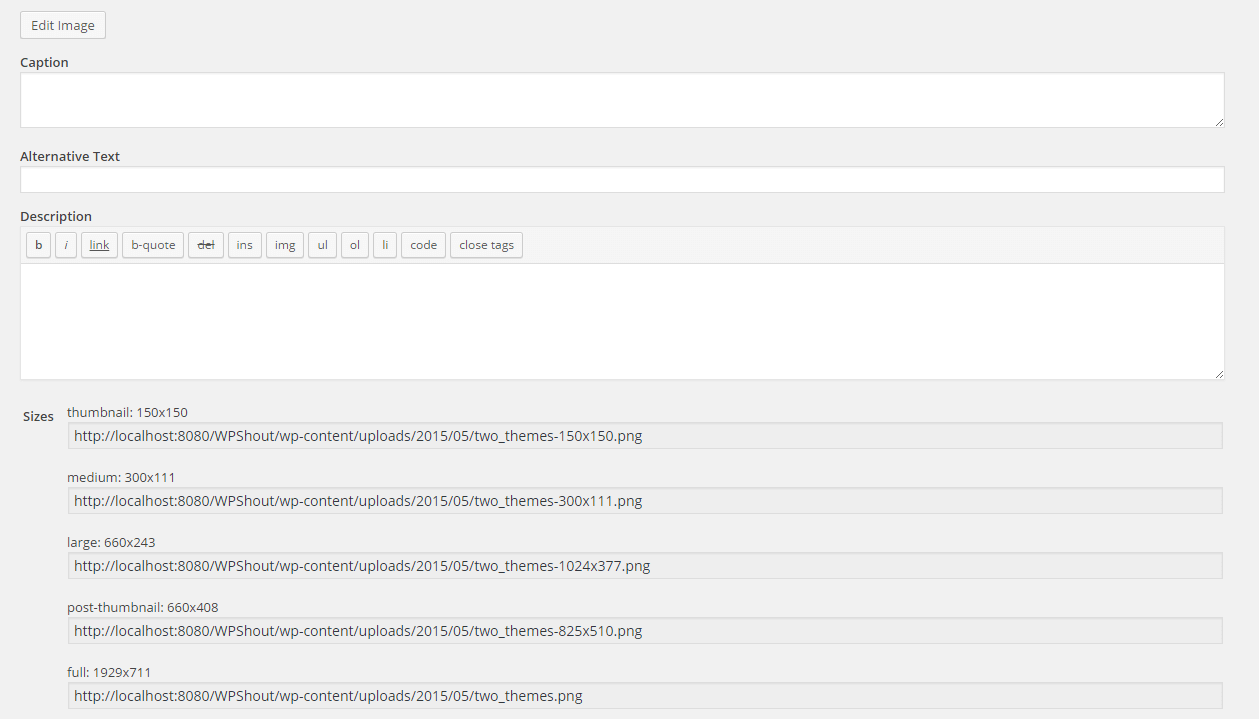 Edit Image
Caption
Alternative Text
Description
b i link b-quote del ins img ul ol li code close tags
Sizes thumbnail: 150x150
http://localhost:8080/WPShout/wp-content/uploads/2015/05/two_themes-150x150.png
medium: 300x111
http://localhost:8080/WPShout/wp-content/uploads/2015/05/two_themes-300x111.png
large: 660x243
http://localhost:8080/WPShout/wp-content/uploads/2015/05/two_themes-1024x377.png
post-thumbnail: 660x408
http://localhost:8080/WPShout/wp-content/uploads/2015/05/two_themes-825x510.png
full: 1929x711
http://localhost:8080/WPShout/wp-content/uploads/2015/05/two_themes.png